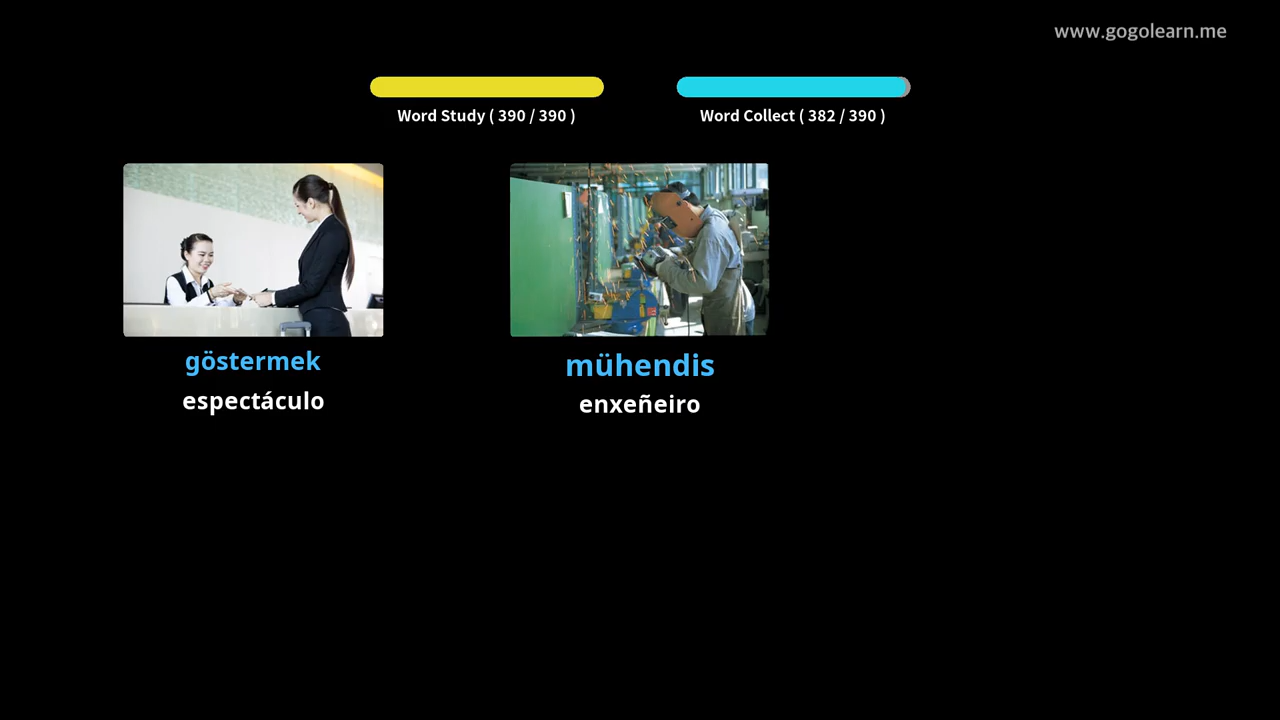 www.gogolearn.me
Word Study ( 390 / 390 )
Word Collect ( 382 / 390 )
göstermek
espectáculo
mühendis
enxeñeiro